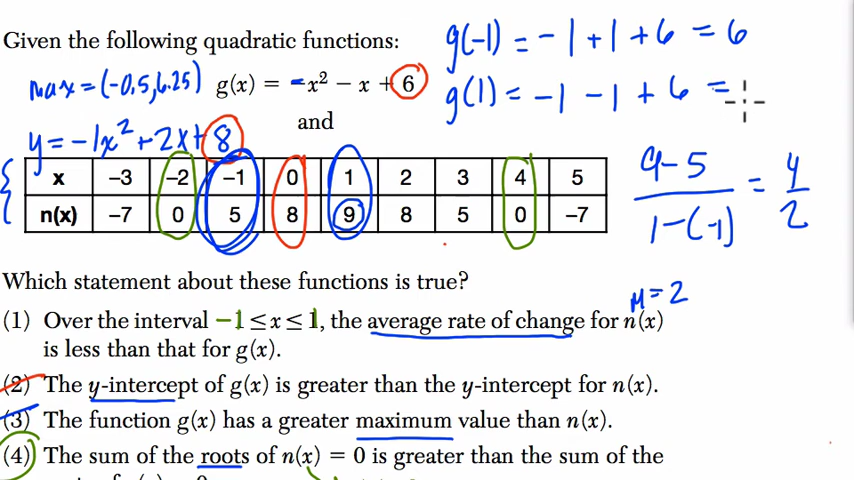 Given the following quadratic functions:
g(-1) = -1 + 1 + 6 = 6
max = (-0.5, 6.25) g(x) = -x² − x + 6
g(1) = -1 - 1 + 6 =
and
y = -1x² + 2x + 8
x −3 −2 −1 0 1 2 3 4 5
n(x) −7 0 5 8 9 8 5 0 −7
9-5
1-(-1)
= 4
2
Which statement about these functions is true?
M = 2
(1) Over the interval −1 ≤ x ≤ 1, the average rate of change for n(x)
is less than that for g(x).
(2) The y-intercept of g(x) is greater than the y-intercept for n(x).
(3) The function g(x) has a greater maximum value than n(x).
(4) The sum of the roots of n(x) = 0 is greater than the sum of the